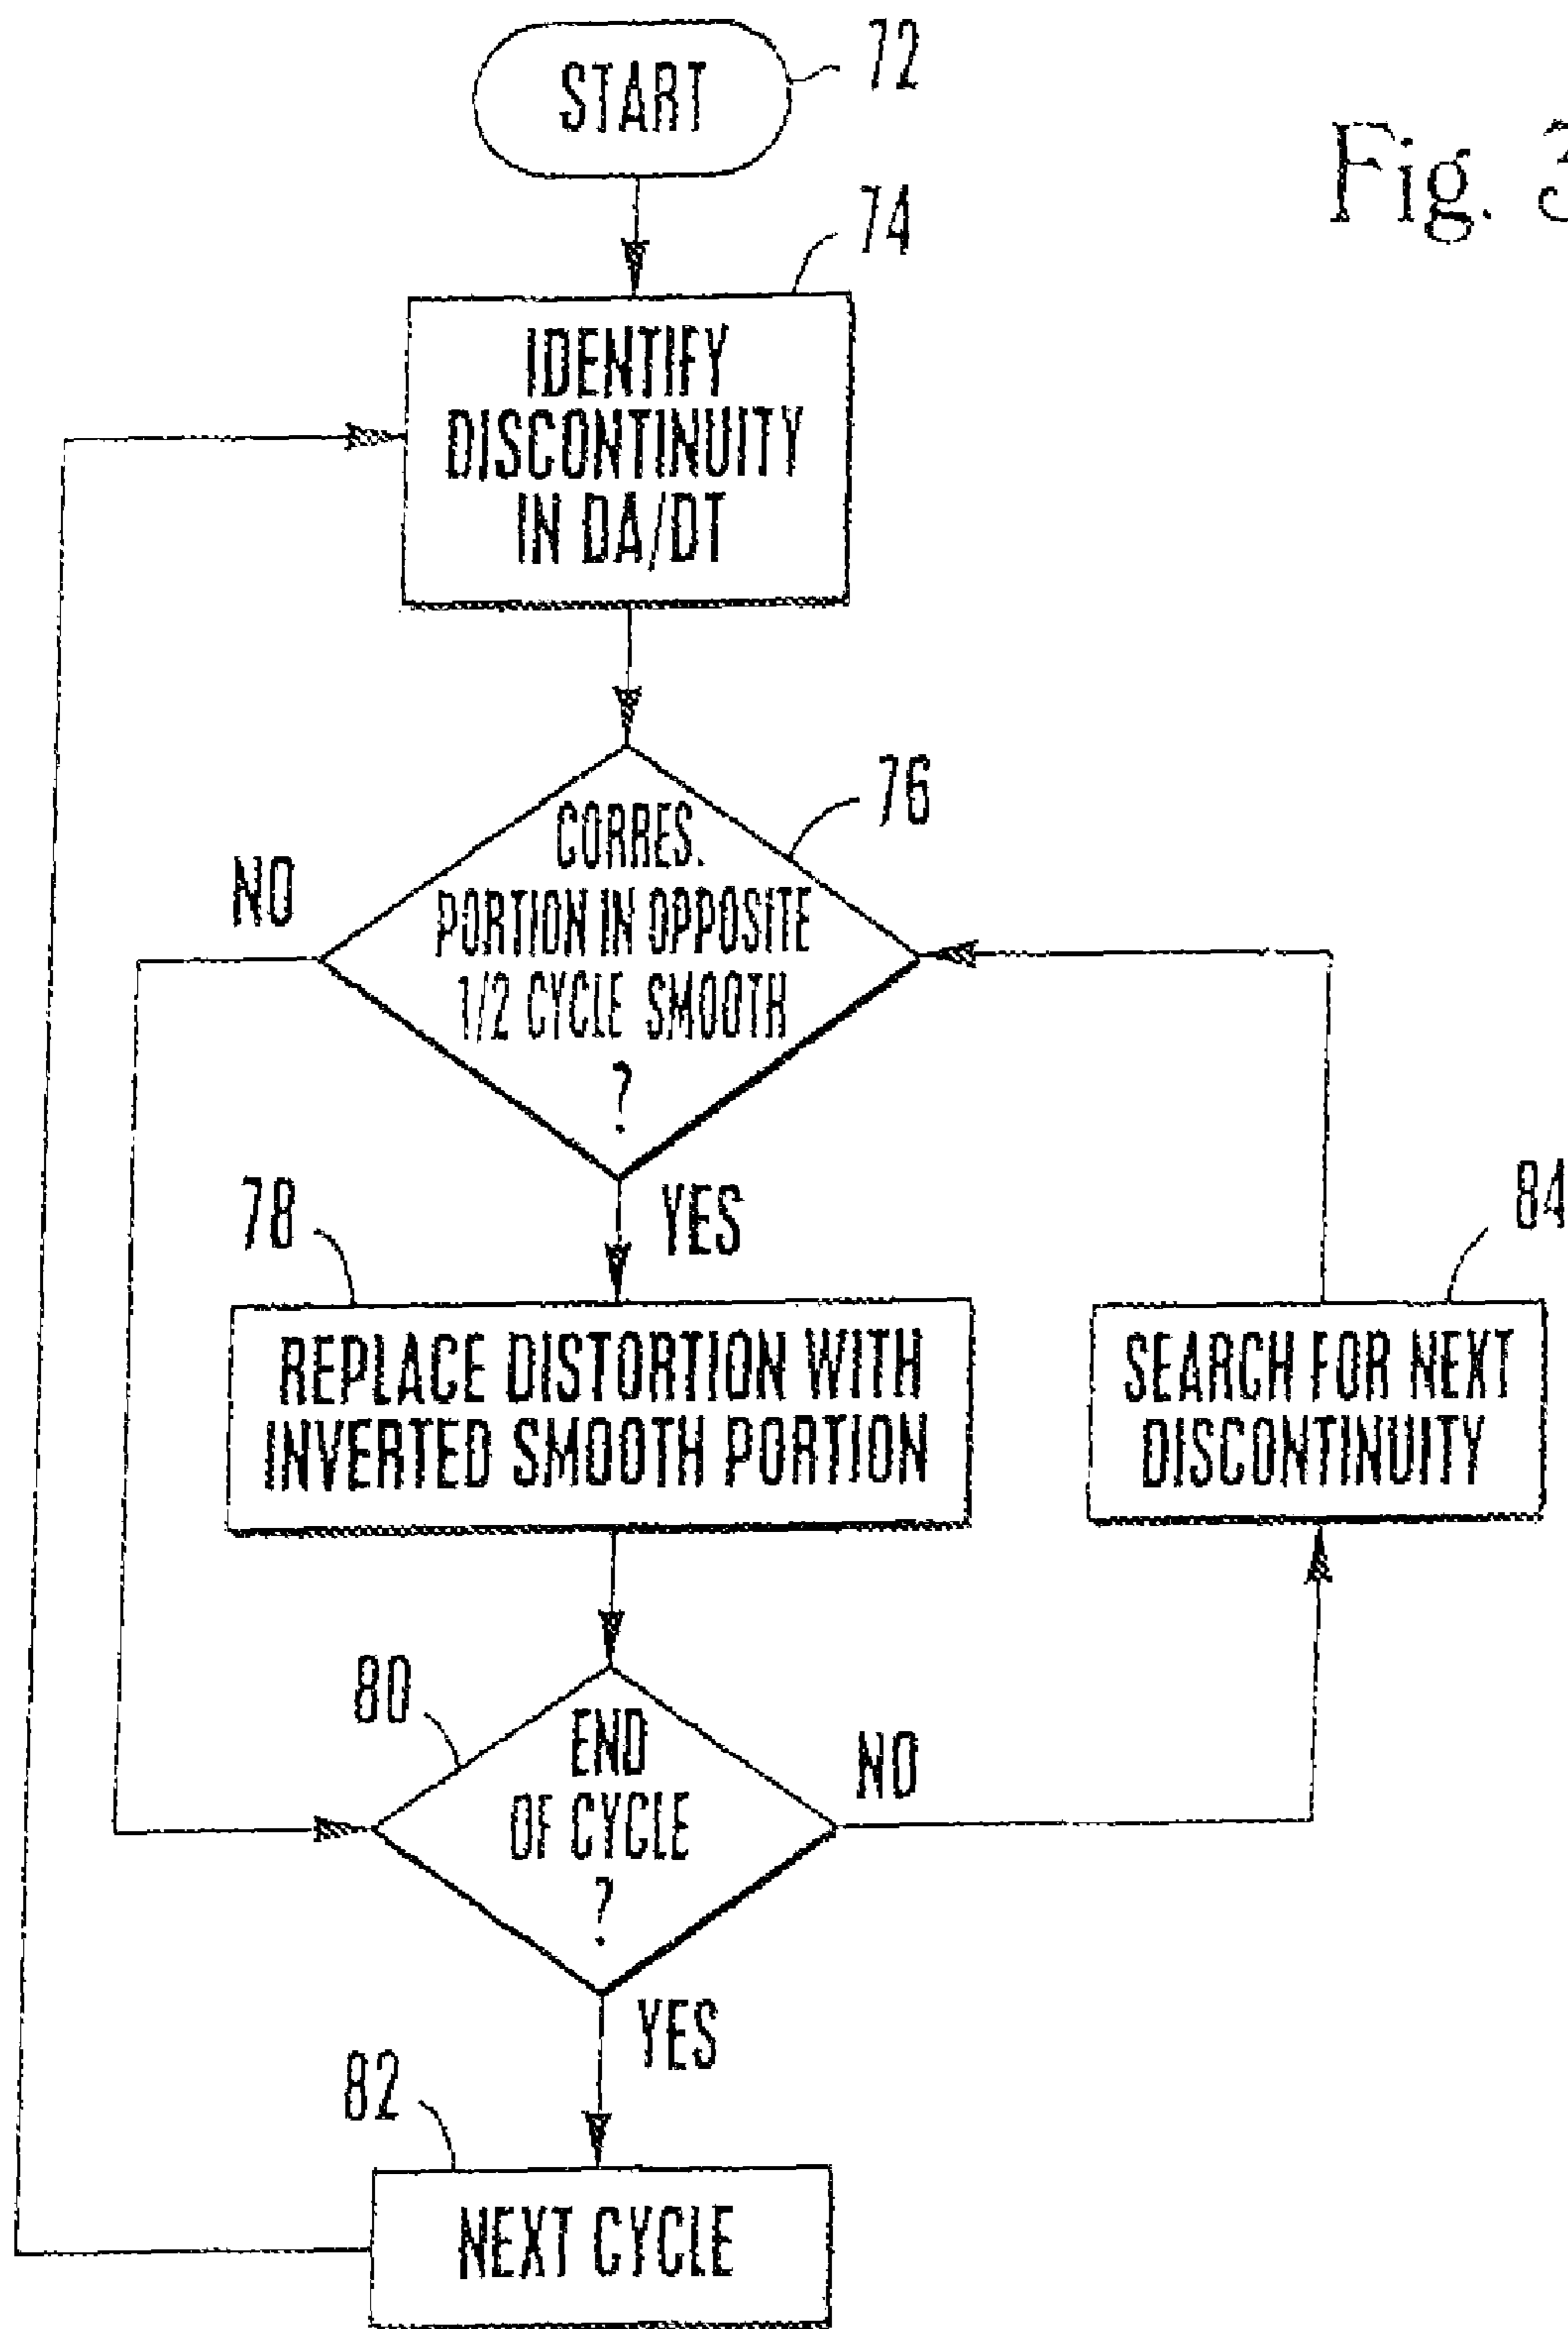 START
72
Fig. 3
74
IDENTIFY
DISCONTINUITY
IN DA/DT
76
CORRES.
PORTION IN OPPOSITE
1/2 CYCLE SMOOTH
?
NO
YES
78
REPLACE DISTORTION WITH
INVERTED SMOOTH PORTION
84
SEARCH FOR NEXT
DISCONTINUITY
80
END
OF CYCLE
?
NO
YES
82
NEXT CYCLE